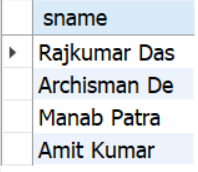 sname
Rajkumar Das
Archisman De
Manab Patra
Amit Kumar